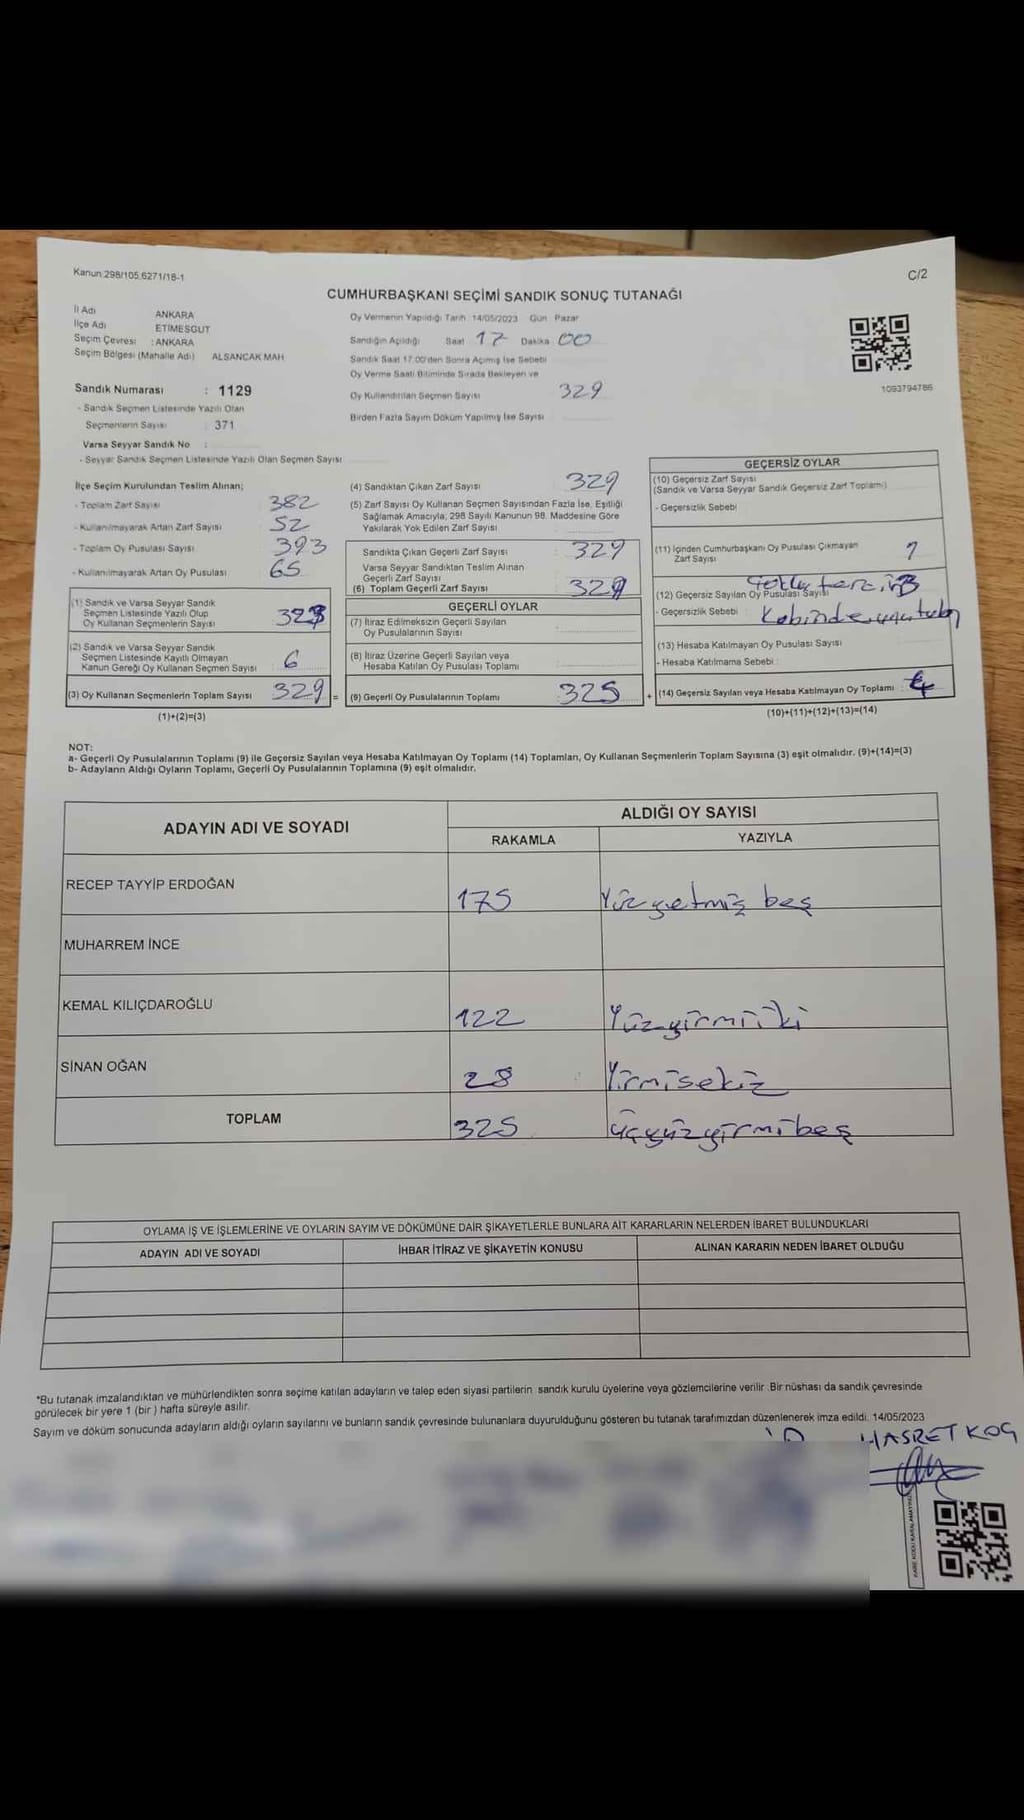 Kanun:298/105,6271/18-1
C/2
CUMHURBAŞKANI SEÇİMİ SANDIK SONUÇ TUTANAĞI
İl Adı ANKARA
İlçe Adı ETİMESGUT
Seçim Çevresi : ANKARA
Seçim Bölgesi (Mahalle Adı) ALSANCAK MAH
Sandık Numarası : 1129
- Sandık Seçmen Listesinde Yazılı Olan
Seçmenlerin Sayısı : 371
Varsa Seyyar Sandık No :
- Seyyar Sandık Seçmen Listesinde Yazılı Olan Seçmen Sayısı
Oy Vermenin Yapıldığı Tarih 14/05/2023 Gün Pazar
Sandığın Açıldığı Saat 17 Dakika 00
Sandık Saat 17:00'den Sonra Açılmış İse Sebebi
Oy Verme Saati Bitiminde Sırada Bekleyen ve
Oy Kullandırılan Seçmen Sayısı 329
Birden Fazla Sayım Döküm Yapılmış İse Sayısı
1093794786
İlçe Seçim Kurulundan Teslim Alınan;
- Toplam Zarf Sayısı : 382
- Kullanılmayarak Artan Zarf Sayısı : 52
- Toplam Oy Pusulası Sayısı : 393
- Kullanılmayarak Artan Oy Pusulası : 65
(1) Sandık ve Varsa Seyyar Sandık
Seçmen Listesinde Yazılı Olup
Oy Kullanan Seçmenlerin Sayısı : 323
(2) Sandık ve Varsa Seyyar Sandık
Seçmen Listesinde Kayıtlı Olmayan
Kanun Gereği Oy Kullanan Seçmen Sayısı : 6
(3) Oy Kullanan Seçmenlerin Toplam Sayısı : 329 =
(1)+(2)=(3)
(4) Sandıktan Çıkan Zarf Sayısı : 329
(5) Zarf Sayısı Oy Kullanan Seçmen Sayısından Fazla İse, Eşitliği
Sağlamak Amacıyla; 298 Sayılı Kanunun 98. Maddesine Göre
Yakılarak Yok Edilen Zarf Sayısı
Sandıkta Çıkan Geçerli Zarf Sayısı : 329
Varsa Seyyar Sandıktan Teslim Alınan
Geçerli Zarf Sayısı
(6) Toplam Geçerli Zarf Sayısı : 329
GEÇERLİ OYLAR
(7) İtiraz Edilmeksizin Geçerli Sayılan
Oy Pusulalarının Sayısı
(8) İtiraz Üzerine Geçerli Sayılan veya
Hesaba Katılan Oy Pusulası Toplamı
(9) Geçerli Oy Pusulalarının Toplamı : 325 +
GEÇERSİZ OYLAR
(10) Geçersiz Zarf Sayısı
(Sandık ve Varsa Seyyar Sandık Geçersiz Zarf Toplamı)
- Geçersizlik Sebebi
(11) İçinden Cumhurbaşkanı Oy Pusulası Çıkmayan
Zarf Sayısı 1
(12) Geçersiz Sayılan Oy Pusulası Sayısı 3
- Geçersizlik Sebebi : Kabinde unutulan
(13) Hesaba Katılmayan Oy Pusulası Sayısı
- Hesaba Katılmama Sebebi :
(14) Geçersiz Sayılan veya Hesaba Katılmayan Oy Toplamı : 4
(10)+(11)+(12)+(13)=(14)
NOT:
a- Geçerli Oy Pusulalarının Toplamı (9) ile Geçersiz Sayılan veya Hesaba Katılmayan Oy Toplamı (14) Toplamları, Oy Kullanan Seçmenlerin Toplam Sayısına (3) eşit olmalıdır. (9)+(14)=(3)
b- Adayların Aldığı Oyların Toplamı, Geçerli Oy Pusulalarının Toplamına (9) eşit olmalıdır.
ADAYIN ADI VE SOYADI
ALDIĞI OY SAYISI
RAKAMLA YAZIYLA
RECEP TAYYİP ERDOĞAN 175 Yüzyetmiş beş
MUHARREM İNCE
KEMAL KILIÇDAROĞLU 122 Yüzyirmiiki
SİNAN OĞAN 28 Yirmisekiz
TOPLAM 325 üçyüzyirmibeş
OYLAMA İŞ VE İŞLEMLERİNE VE OYLARIN SAYIM VE DÖKÜMÜNE DAİR ŞİKAYETLERLE BUNLARA AİT KARARLARIN NELERDEN İBARET BULUNDUKLARI
ADAYIN ADI VE SOYADI İHBAR İTİRAZ VE ŞİKAYETİN KONUSU ALINAN KARARIN NEDEN İBARET OLDUĞU
*Bu tutanak imzalandıktan ve mühürlendikten sonra seçime katılan adayların ve talep eden siyasi partilerin sandık kurulu üyelerine veya gözlemcilerine verilir. Bir nüshası da sandık çevresinde
görülecek bir yere 1 (bir ) hafta süreyle asılır.
Sayım ve döküm sonucunda adayların aldığı oyların sayılarını ve bunların sandık çevresinde bulunanlara duyurulduğunu gösteren bu tutanak tarafımızdan düzenlenerek imza edildi. 14/05/2023
HASRET KOÇ